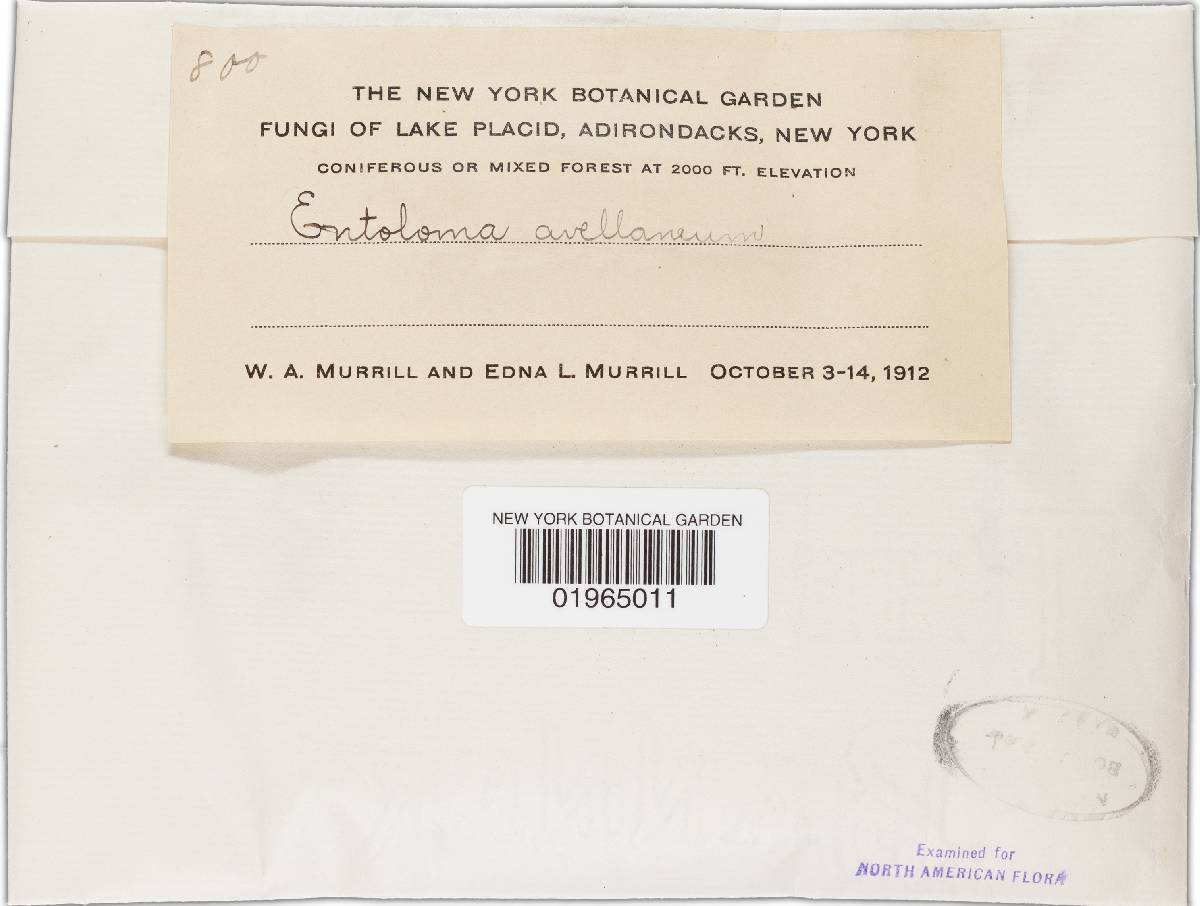 800
THE NEW YORK BOTANICAL GARDEN
FUNGI OF LAKE PLACID, ADIRONDACKS, NEW YORK
CONIFEROUS OR MIXED FOREST AT 2000 FT. ELEVATION
Entoloma avellaneum
W. A. MURRILL AND EDNA L. MURRILL OCTOBER 3-14, 1912
NEW YORK BOTANICAL GARDEN
01965011
Examined for
NORTH AMERICAN FLORA